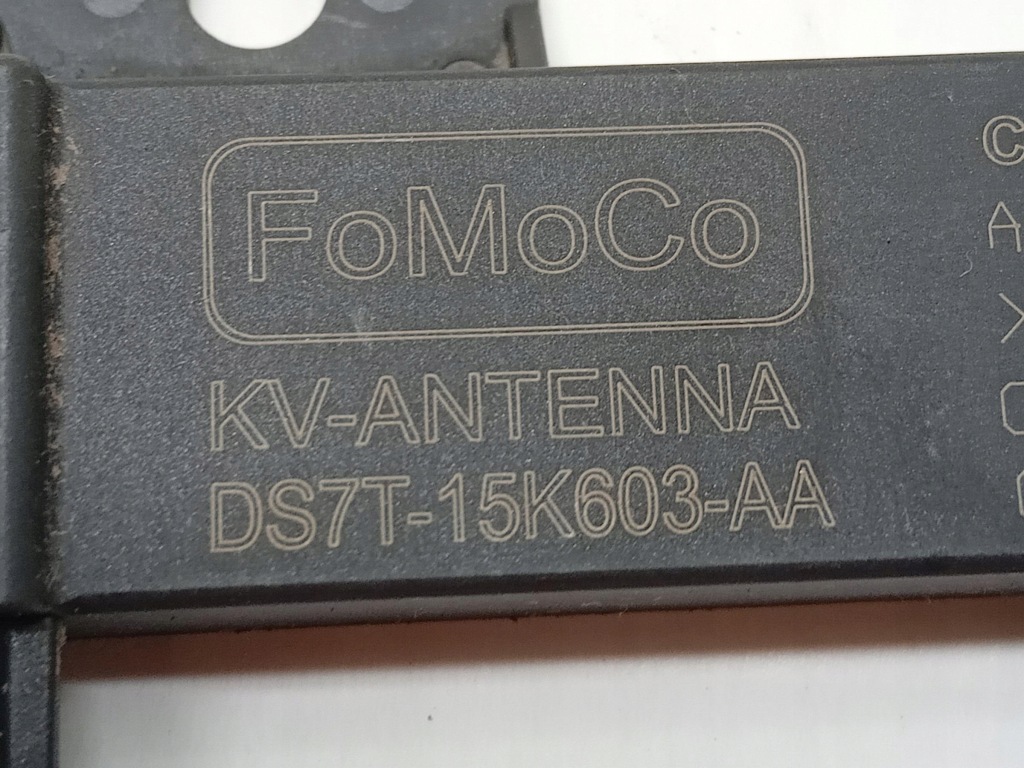 FoMoCo
KV-ANTENNA
DS7T-15K603-AA
C
A